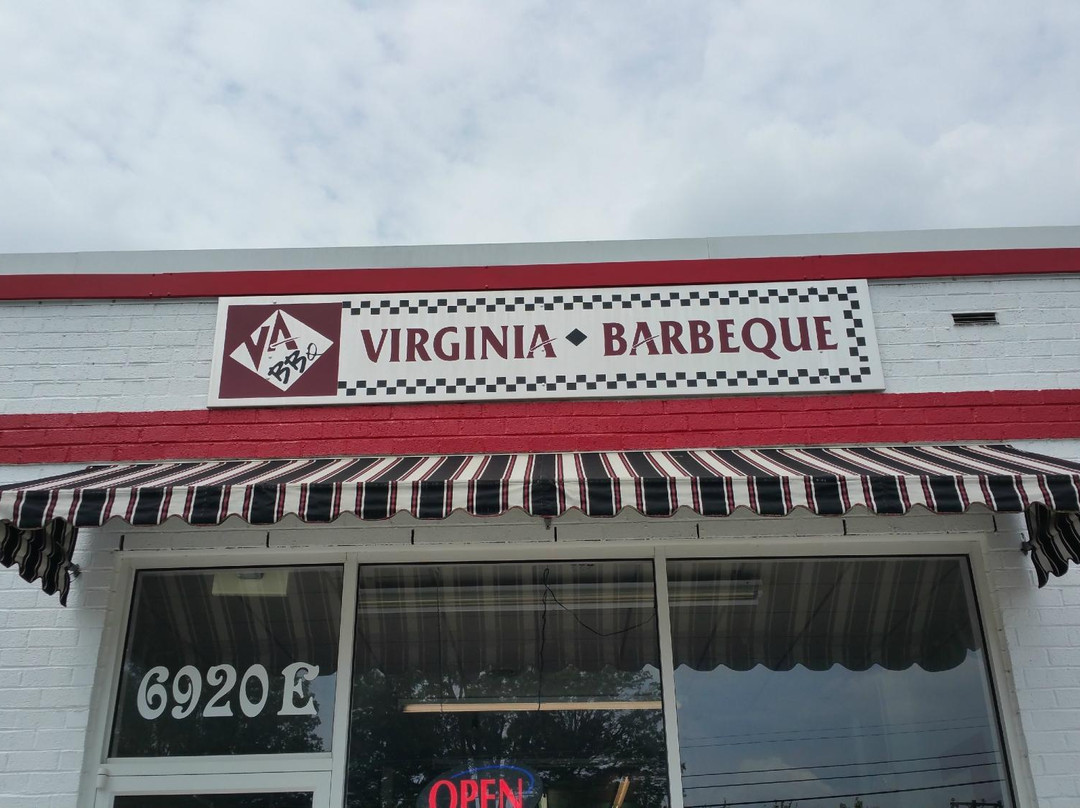 VA
BBQ
VIRGINIA ◆ BARBEQUE
6920 E
OPEN